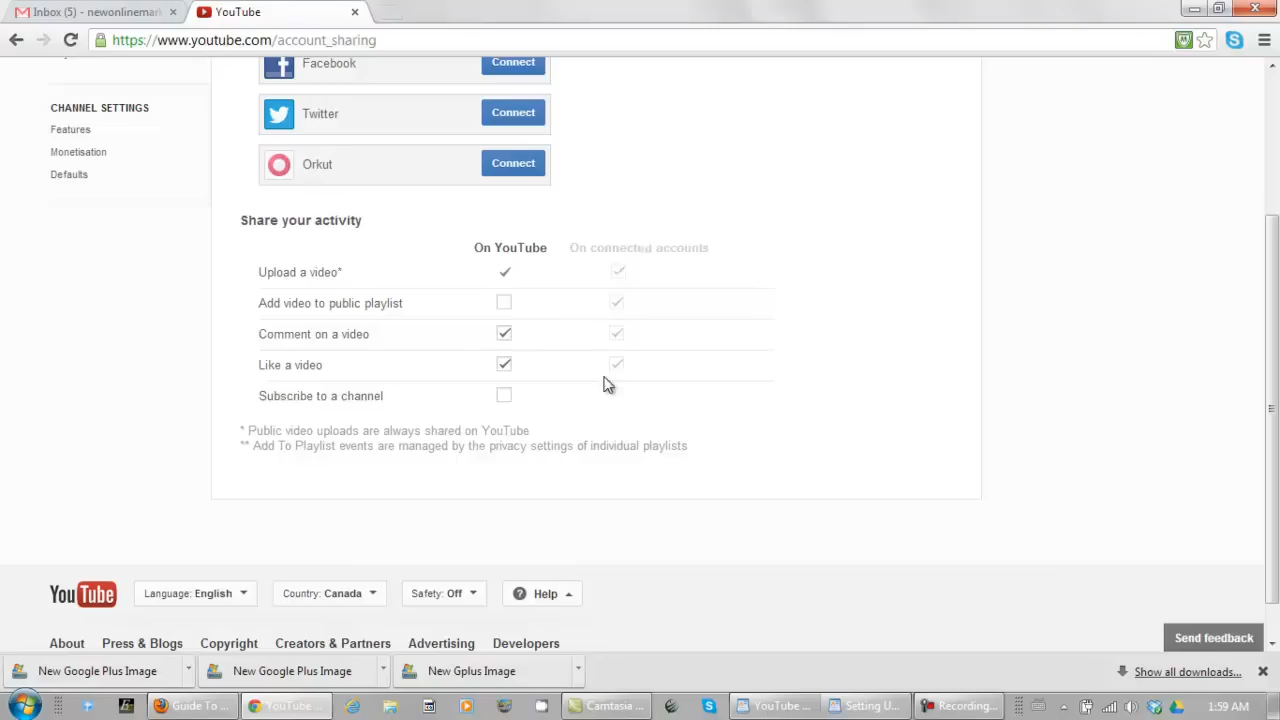 Inbox (5) - newonlinemark
YouTube
https://www.youtube.com/account_sharing
Facebook Connect
CHANNEL SETTINGS
Twitter Connect
Features
Monetisation
Orkut Connect
Defaults
Share your activity
On YouTube On connected accounts
Upload a video*
Add video to public playlist
Comment on a video
Like a video
Subscribe to a channel
* Public video uploads are always shared on YouTube
** Add To Playlist events are managed by the privacy settings of individual playlists
YouTube Language: English Country: Canada Safety: Off Help
About Press & Blogs Copyright Creators & Partners Advertising Developers
Send feedback
New Google Plus Image New Google Plus Image New Gplus Image Show all downloads...
Guide To ... YouTube ... Camtasia ... YouTube ... Setting U... Recording... 1:59 AM